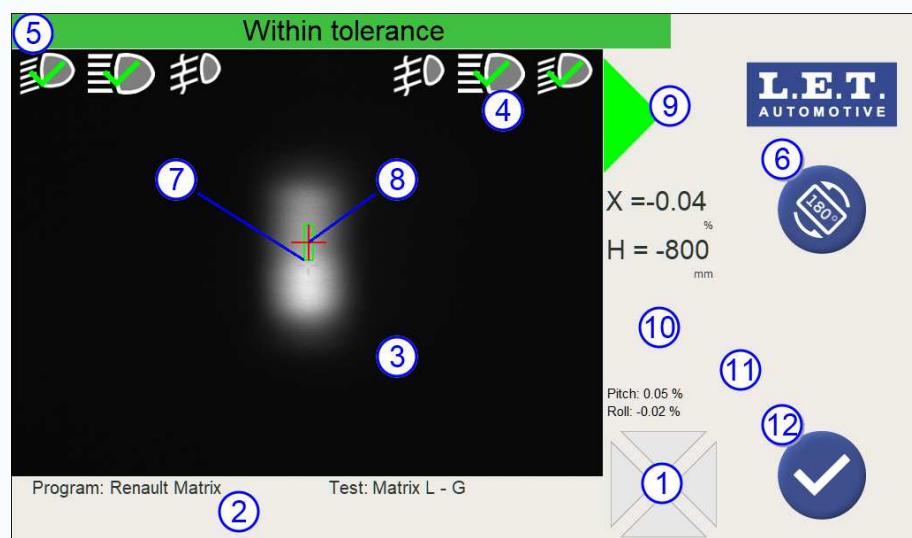 Within tolerance
5
4
9
L.E.T.
AUTOMOTIVE
6
180°
7
8
X =-0.04
%
H = -800
mm
3
10
11
Pitch: 0.05 %
Roll: -0.02 %
12
1
Program: Renault Matrix
Test: Matrix L - G
2